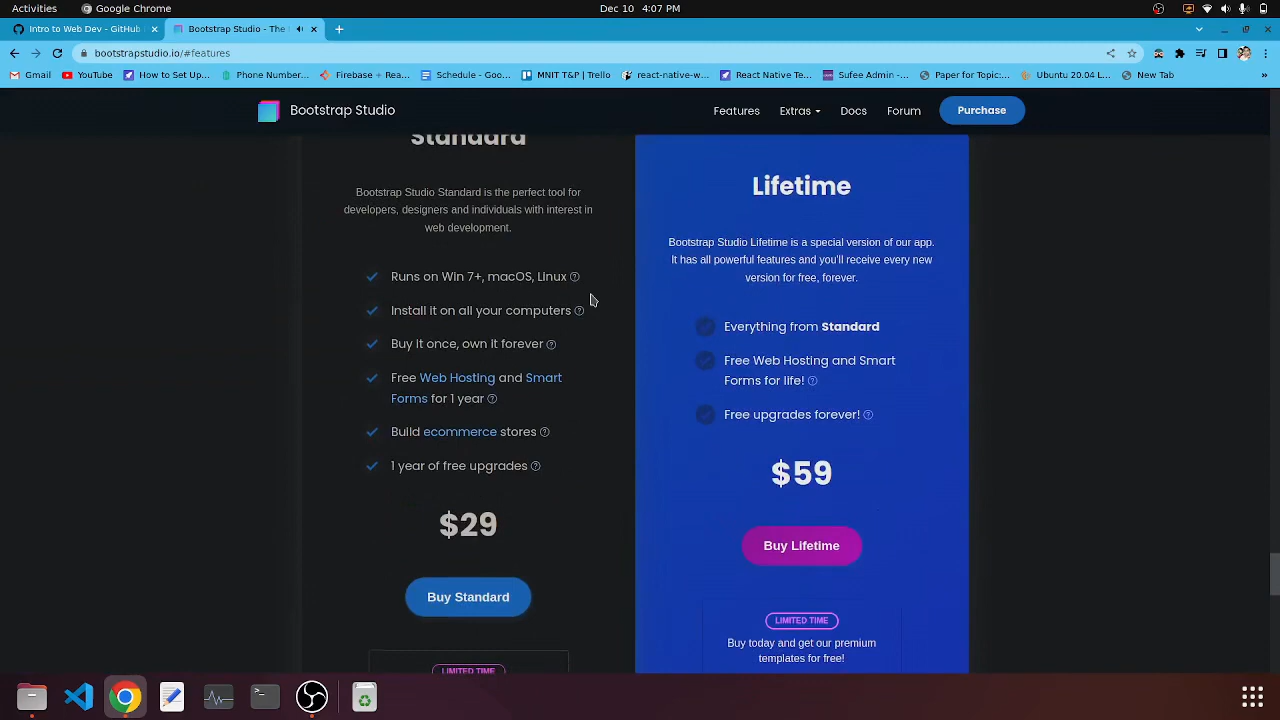 Activities Google Chrome Dec 10 4:07 PM
Intro to Web Dev - GitHub Bootstrap Studio - The
bootstrapstudio.io/#features
Gmail YouTube How to Set Up... Phone Number... Firebase + Rea... Schedule - Goo... MNIT T&P | Trello react-native-w... React Native Te... Sufee Admin -... Paper for Topic:... Ubuntu 20.04 L... New Tab »
Bootstrap Studio Features Extras Docs Forum Purchase
Standard
Bootstrap Studio Standard is the perfect tool for
developers, designers and individuals with interest in
web development.
Runs on Win 7+, macOS, Linux
Install it on all your computers
Buy it once, own it forever
Free Web Hosting and Smart
Forms for 1 year
Build ecommerce stores
1 year of free upgrades
$29
Buy Standard
LIMITED TIME
Lifetime
Bootstrap Studio Lifetime is a special version of our app.
It has all powerful features and you'll receive every new
version for free, forever.
Everything from Standard
Free Web Hosting and Smart
Forms for life!
Free upgrades forever!
$59
Buy Lifetime
LIMITED TIME
Buy today and get our premium
templates for free!